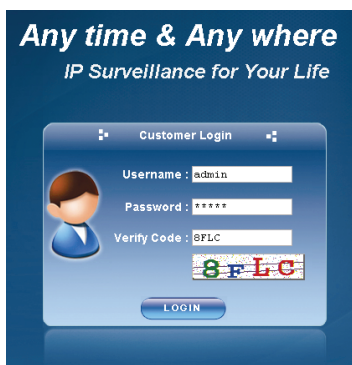 Any time & Any where
IP Surveillance for Your Life
Customer Login
Username : admin
Password : *****
Verify Code : 8FLC
8FLC
LOGIN